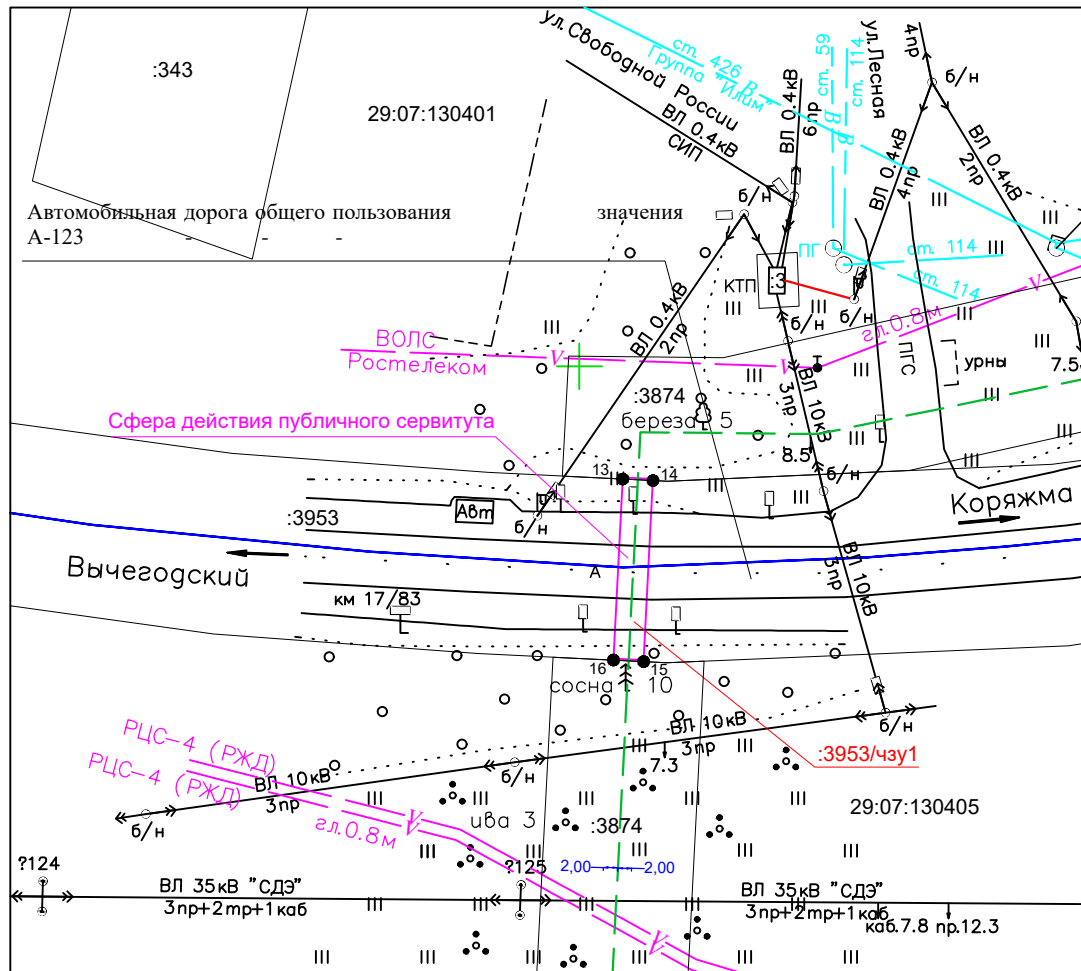 :343
29:07:130401
ул. Свободной России
ст. 426
Группа "Илим"
В
ВЛ 0.4кВ
СИП
ВЛ 0.4кВ
6 пр
ст. 59
ст. 114
В
В
ул. Лесная
4пр
б/н
ВЛ 0.4кВ
4пр
ВЛ 0.4кВ
2пр
Автомобильная дорога общего пользования значения
А-123 - - -
б/н
б/н
ПГ
ст. 114
ст. 114
КТП
:3
б/н
б/н
ВЛ 0.4кВ
2пр
гл.0.8м
V
ВОЛС
Ростелеком
V
V
Н
ПГС
урны
7.5
:3874
береза 5
3пр
ВЛ 10кВ
8.5
б/н
Сфера действия публичного сервитута
13
14
Авт
б/н
Коряжма
:3953
Вычегодский
А
ВЛ 10кВ
3пр
км 17/83
16
15
сосна 10
РЦС-4 (РЖД)
РЦС-4 (РЖД)
ВЛ 10кВ
3пр
б/н
ВЛ 10кВ
3пр
7.3
б/н
б/н
:3953/чзу1
гл.0.8м
V
V
ива 3
:3874
29:07:130405
?124
?125
2,00
2,00
ВЛ 35кВ "СДЭ"
3пр+2тр+1каб
ВЛ 35кВ "СДЭ"
3пр+2тр+1каб
каб.7.8 пр.12.3
V
V